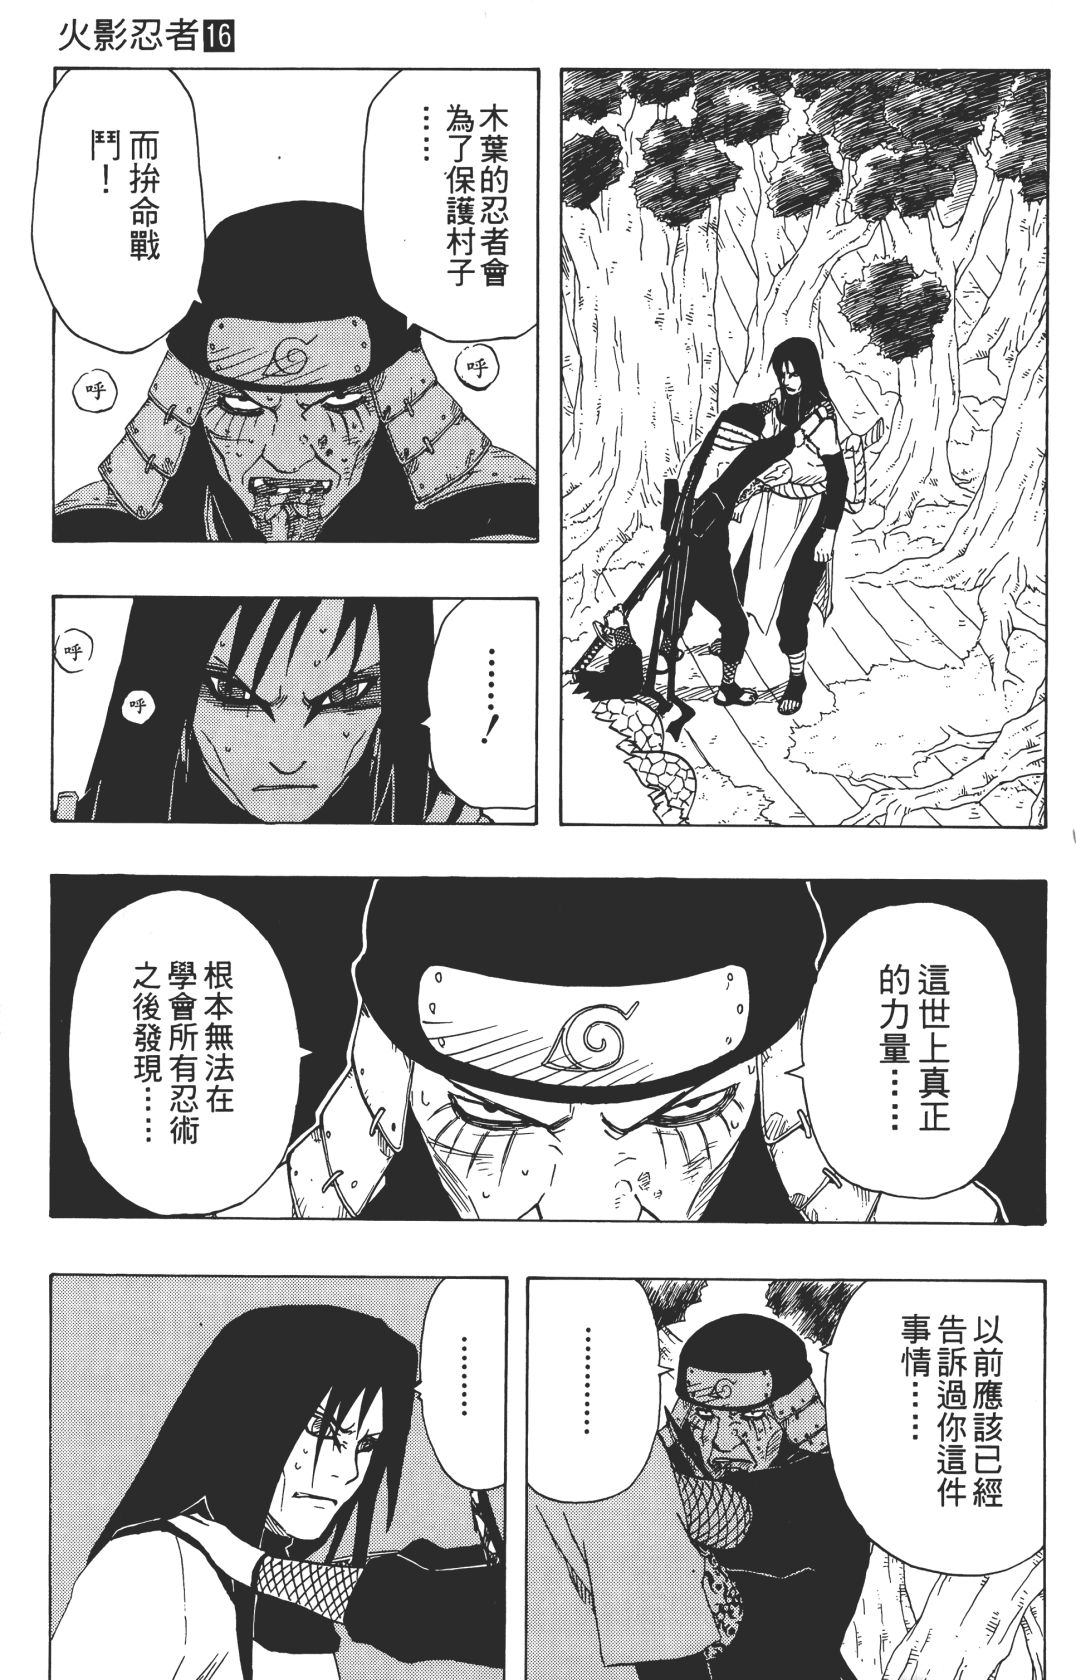 火影忍者16
木葉的忍者會
為了保護村子
……
而拚命戰
鬥！
呼
呼
……！
呼
呼
這世上真正
的力量……
根本無法在
學會所有忍術
之後發現……
以前應該已經
告訴過你這件
事情……
………
………